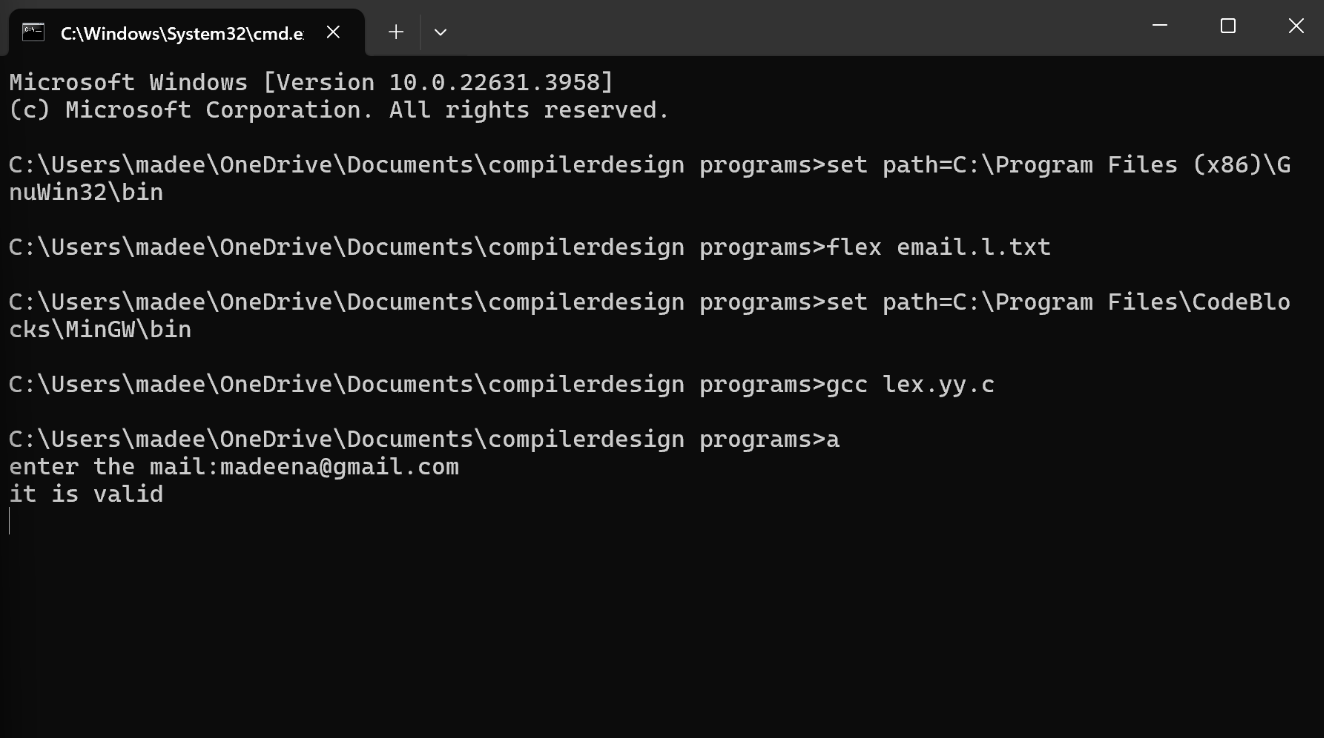 C:\Windows\System32\cmd.e
Microsoft Windows [Version 10.0.22631.3958]
(c) Microsoft Corporation. All rights reserved.
C:\Users\madee\OneDrive\Documents\compilerdesign programs>set path=C:\Program Files (x86)\G
nuWin32\bin
C:\Users\madee\OneDrive\Documents\compilerdesign programs>flex email.l.txt
C:\Users\madee\OneDrive\Documents\compilerdesign programs>set path=C:\Program Files\CodeBlo
cks\MinGW\bin
C:\Users\madee\OneDrive\Documents\compilerdesign programs>gcc lex.yy.c
C:\Users\madee\OneDrive\Documents\compilerdesign programs>a
enter the mail:madeena@gmail.com
it is valid